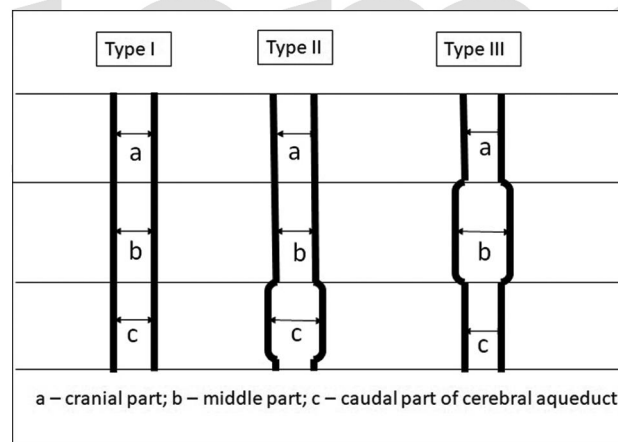 Type I Type II Type III
a a a
b b b
c c c
a – cranial part; b – middle part; c – caudal part of cerebral aqueduct